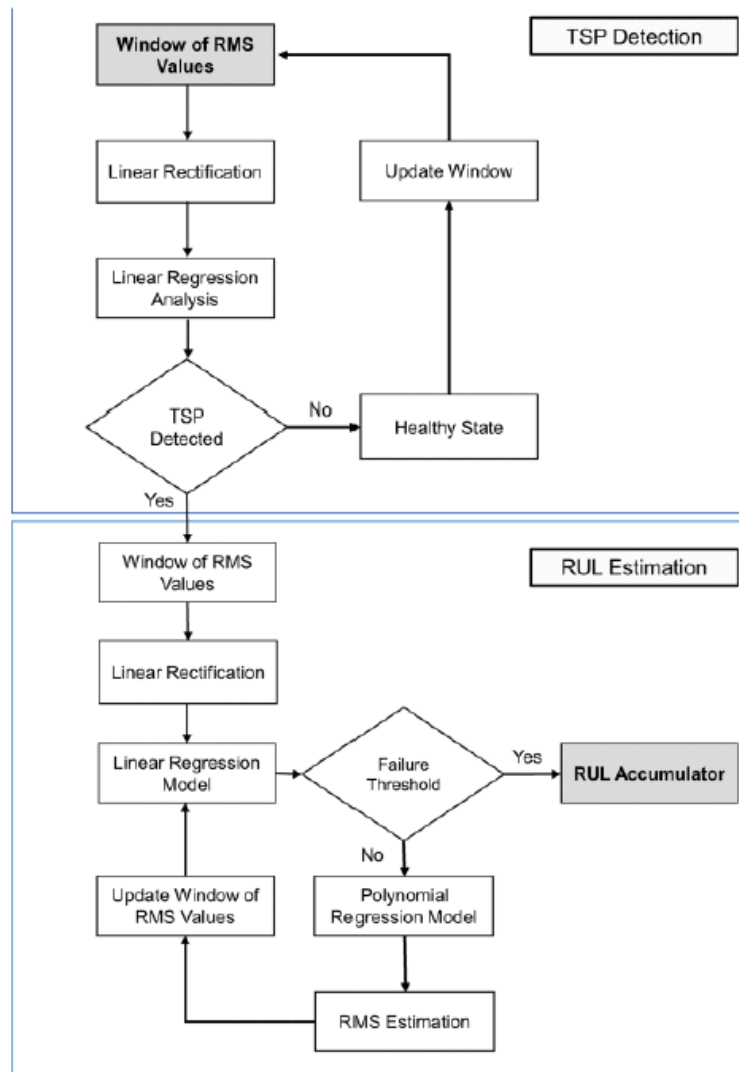 TSP Detection
Window of RMS
Values
Linear Rectification
Update Window
Linear Regression
Analysis
TSP
Detected
No
Healthy State
Yes
Window of RMS
Values
RUL Estimation
Linear Rectification
Linear Regression
Model
Failure
Threshold
Yes
RUL Accumulator
No
Update Window of
RMS Values
Polynomial
Regression Model
RMS Estimation